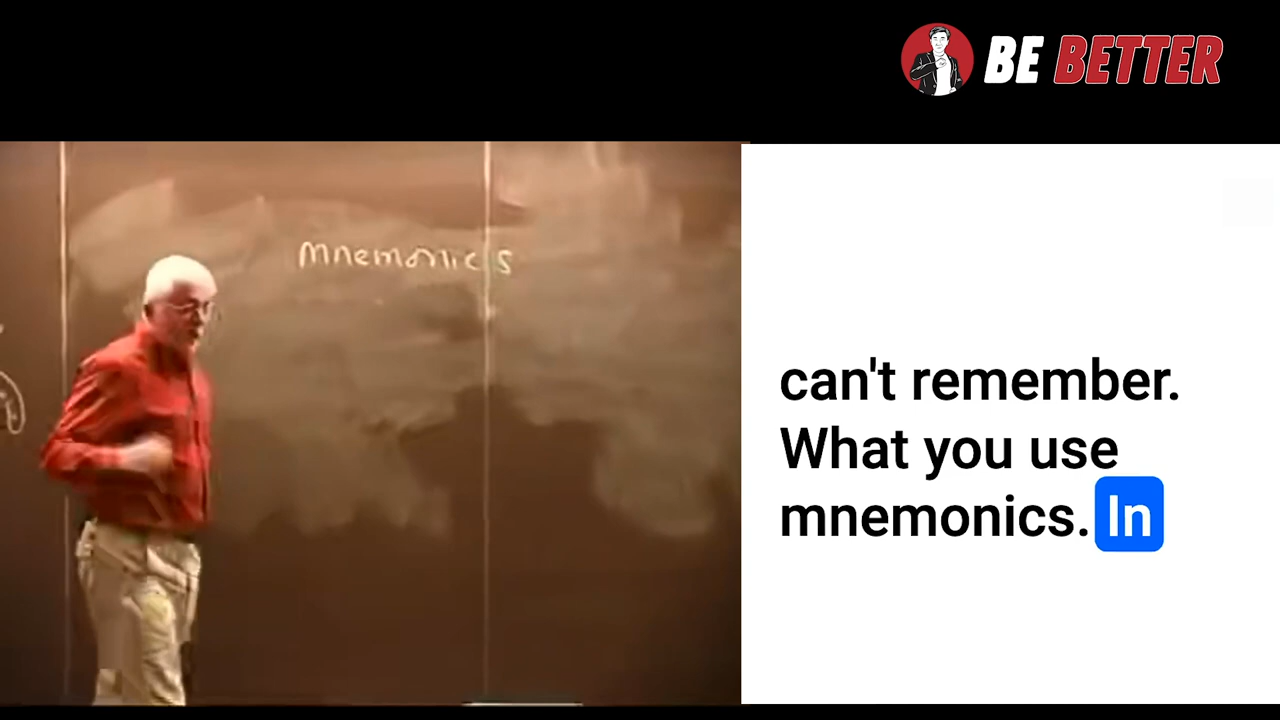 BE BETTER
mnemonics
can't remember.
What you use
mnemonics. In